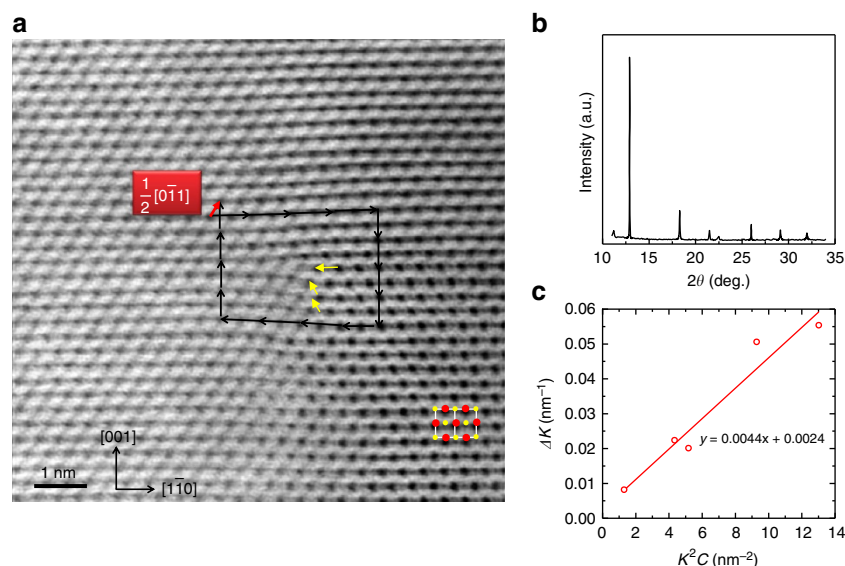 a
1/2 [01̄1]
[001]
1 nm
[11̄0]
b
Intensity (a.u.)
10 15 20 25 30 35
2θ (deg.)
c
0.06
0.05
0.04
0.03
0.02
0.01
0.00
ΔK (nm⁻¹)
y = 0.0044x + 0.0024
0 2 4 6 8 10 12 14
K²C (nm⁻²)